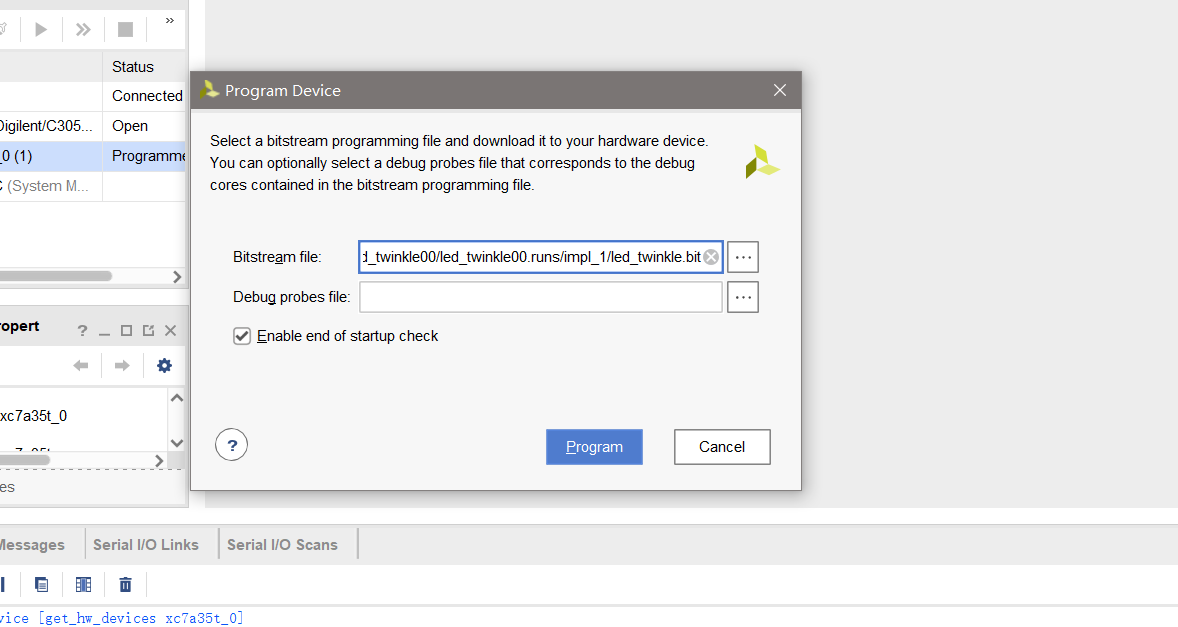 »
Status
Connected
Digilent/C305...
Open
_0 (1)
Programme
(System M...
Program Device
Select a bitstream programming file and download it to your hardware device.
You can optionally select a debug probes file that corresponds to the debug
cores contained in the bitstream programming file.
Bitstream file:
d_twinkle00/led_twinkle00.runs/impl_1/led_twinkle.bit
...
Debug probes file:
...
Enable end of startup check
?
Program
Cancel
opert
?
xc7a35t_0
es
Messages
Serial I/O Links
Serial I/O Scans
vice [get_hw_devices xc7a35t_0]